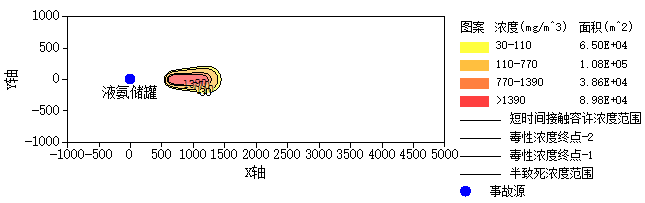 1000
500
0
-500
-1000
Y轴
液氨储罐
1390
30
-1000 -500 0 500 1000 1500 2000 2500 3000 3500 4000 4500 5000
X轴
图案 浓度(mg/m^3) 面积(m^2)
30-110 6.50E+04
110-770 1.08E+05
770-1390 3.86E+04
>1390 8.98E+04
短时间接触容许浓度范围
毒性浓度终点-2
毒性浓度终点-1
半致死浓度范围
事故源